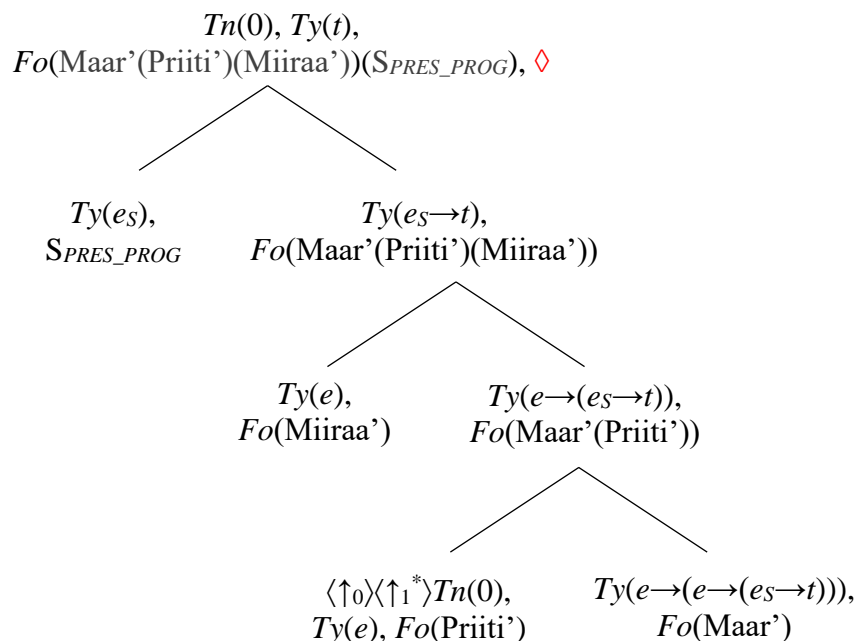 Tn(0), Ty(t),
Fo(Maar’(Priiti’)(Miiraa’))(SPRES_PROG), ◊
Ty(eS), Ty(eS→t),
SPRES_PROG Fo(Maar’(Priiti’)(Miiraa’))
Ty(e), Ty(e→(eS→t)),
Fo(Miiraa’) Fo(Maar’(Priiti’))
⟨↑0⟩⟨↑1*⟩Tn(0), Ty(e→(e→(eS→t))),
Ty(e), Fo(Priiti’) Fo(Maar’)